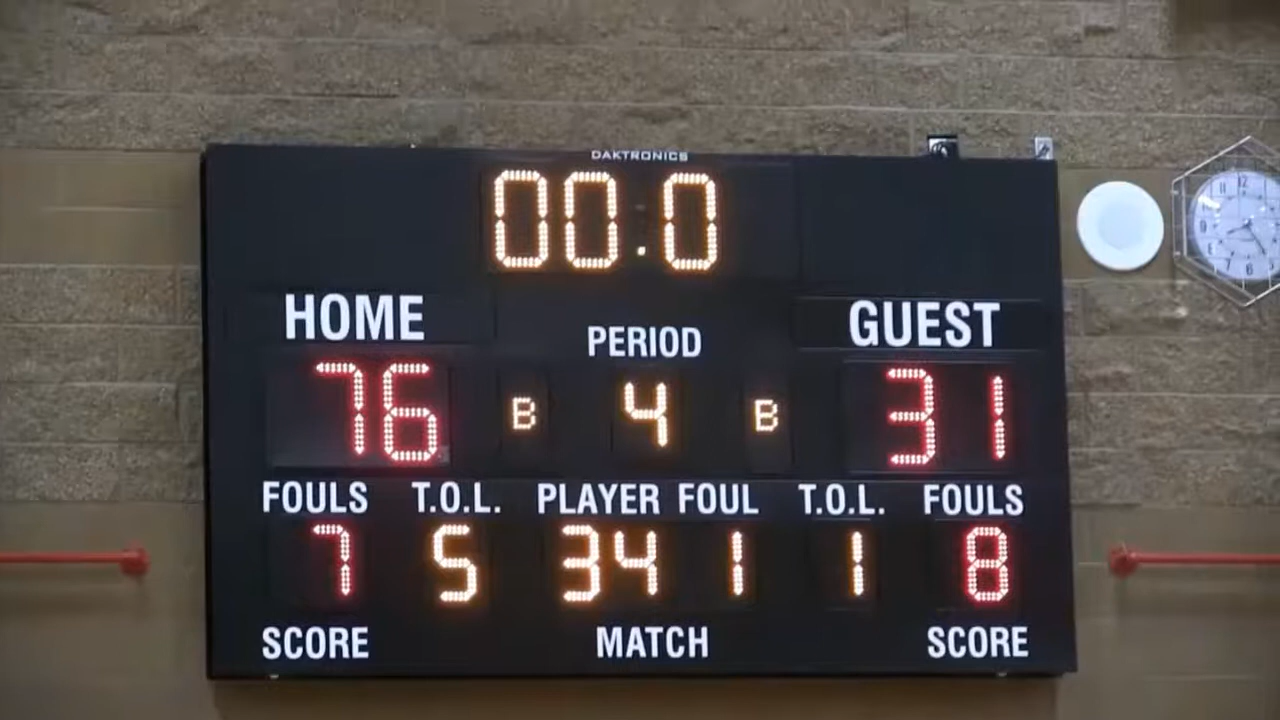 DAKTRONICS
00.0
HOME
GUEST
PERIOD
76 B 4 B 31
FOULS T.O.L. PLAYER FOUL T.O.L. FOULS
7 5 34 1 1 8
SCORE MATCH SCORE